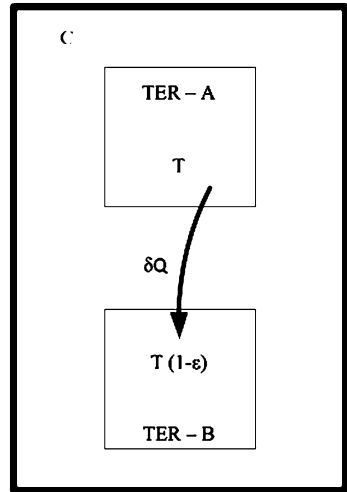 C
TER – A
T
δQ
T (1-ε)
TER – B